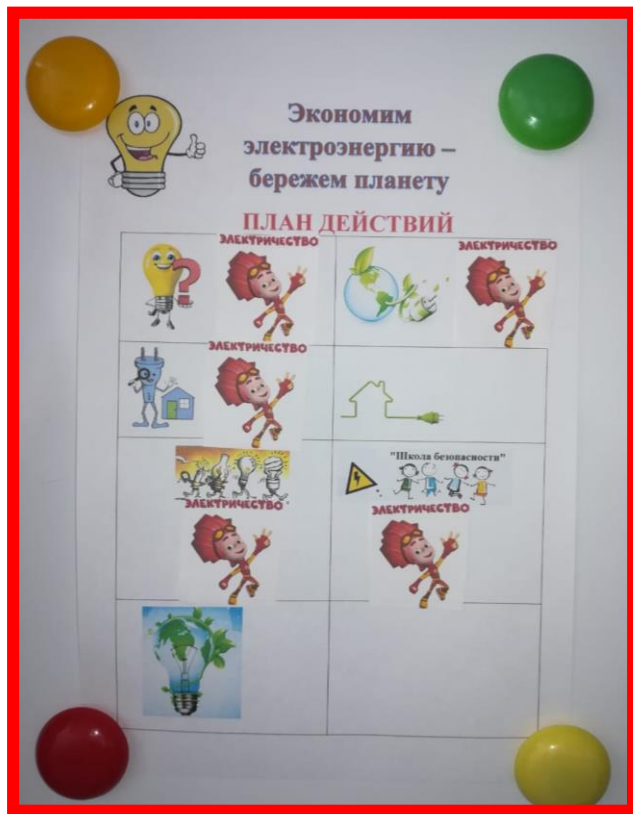 Экономим
электроэнергию –
бережем планету
ПЛАН ДЕЙСТВИЙ
ЭЛЕКТРИЧЕСТВО
ЭЛЕКТРИЧЕСТВО
ЭЛЕКТРИЧЕСТВО
"Школа безопасности"
ЭЛЕКТРИЧЕСТВО
ЭЛЕКТРИЧЕСТВО